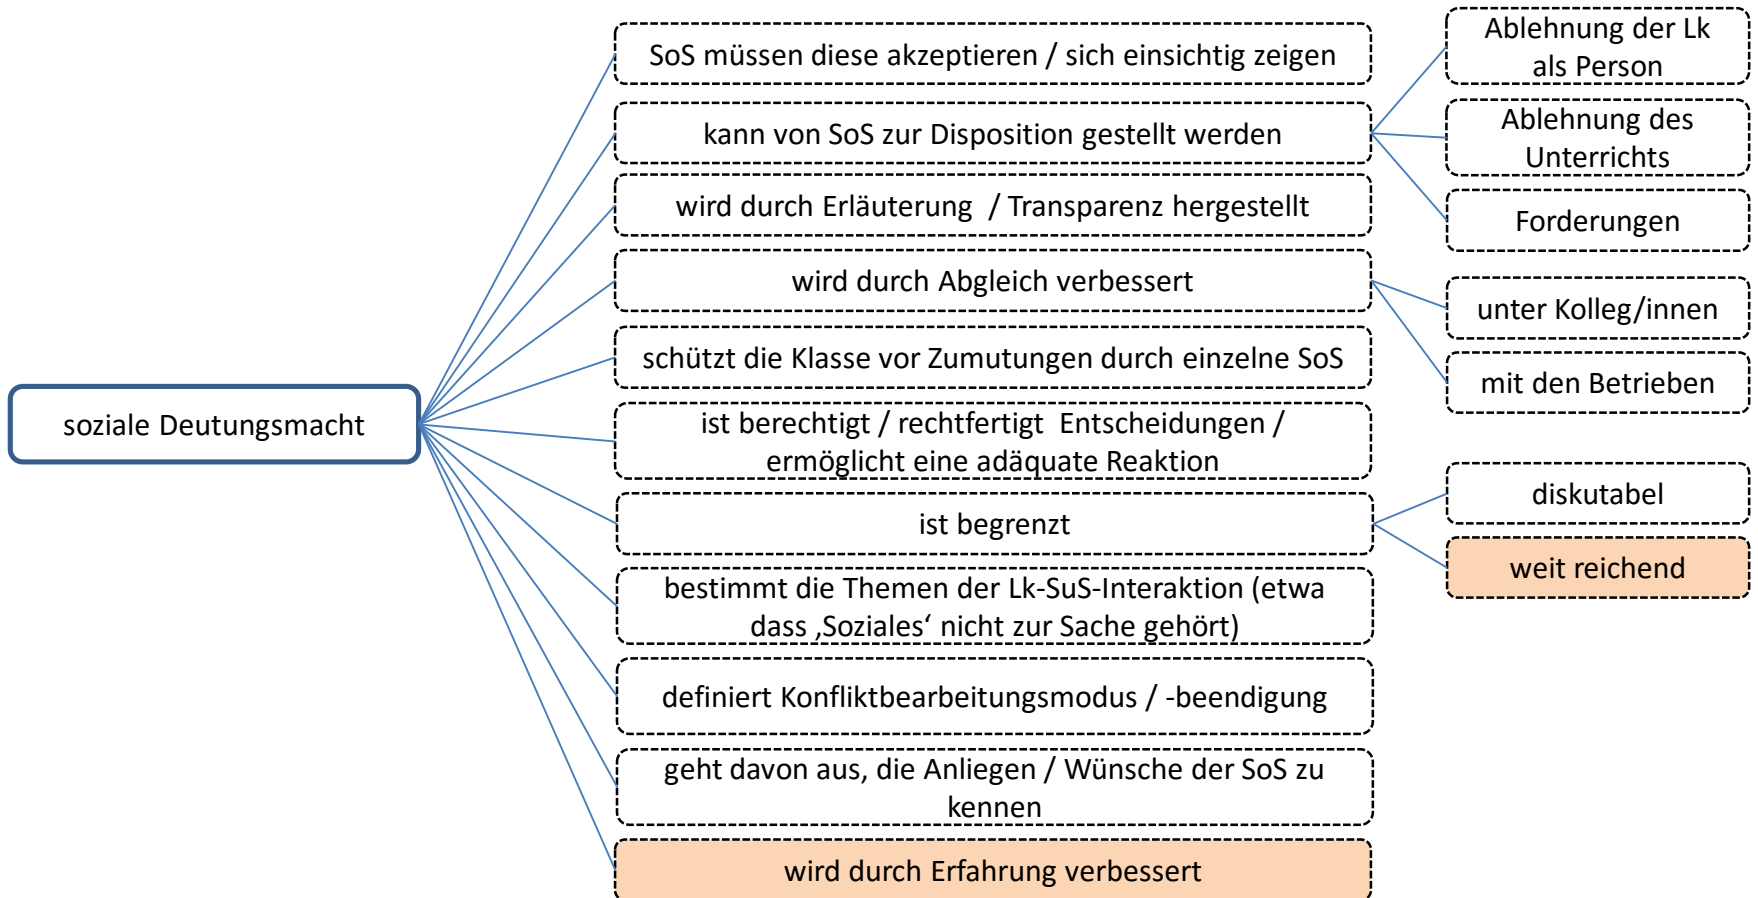 soziale Deutungsmacht
SoS müssen diese akzeptieren / sich einsichtig zeigen
kann von SoS zur Disposition gestellt werden
Ablehnung der Lk
als Person
Ablehnung des
Unterrichts
Forderungen
wird durch Erläuterung / Transparenz hergestellt
wird durch Abgleich verbessert
unter Kolleg/innen
mit den Betrieben
schützt die Klasse vor Zumutungen durch einzelne SoS
ist berechtigt / rechtfertigt Entscheidungen /
ermöglicht eine adäquate Reaktion
ist begrenzt
diskutabel
weit reichend
bestimmt die Themen der Lk-SuS-Interaktion (etwa
dass ‚Soziales‘ nicht zur Sache gehört)
definiert Konfliktbearbeitungsmodus / -beendigung
geht davon aus, die Anliegen / Wünsche der SoS zu
kennen
wird durch Erfahrung verbessert